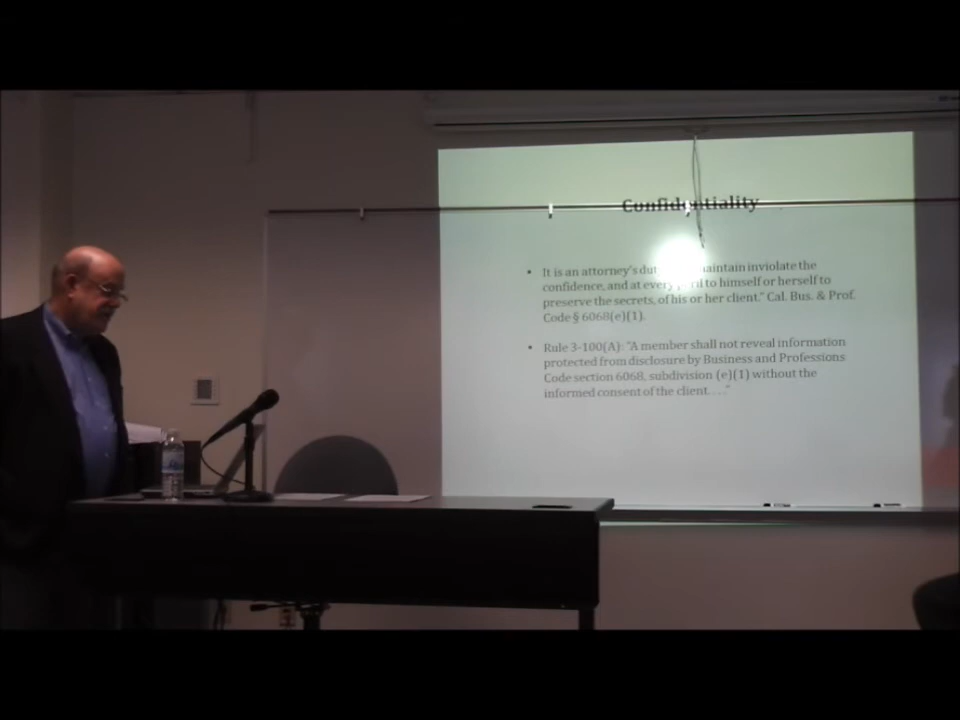 Confidentiality
• It is an attorney's duty maintain inviolate the
confidence, and at every peril to himself or herself to
preserve the secrets, of his or her client." Cal. Bus. & Prof.
Code § 6068(e)(1).
• Rule 3-100(A): "A member shall not reveal information
protected from disclosure by Business and Professions
Code section 6068, subdivision (e)(1) without the
informed consent of the client. . . ."